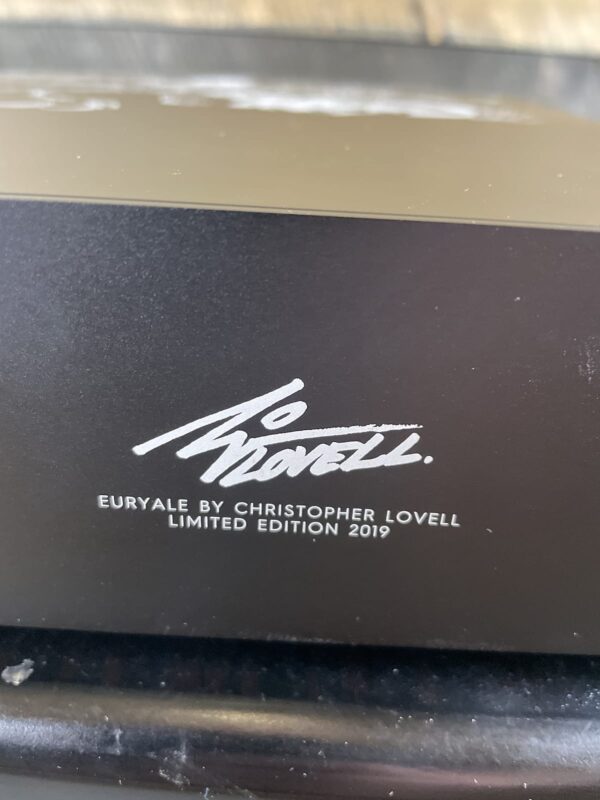 LOVELL.
EURYALE BY CHRISTOPHER LOVELL
LIMITED EDITION 2019